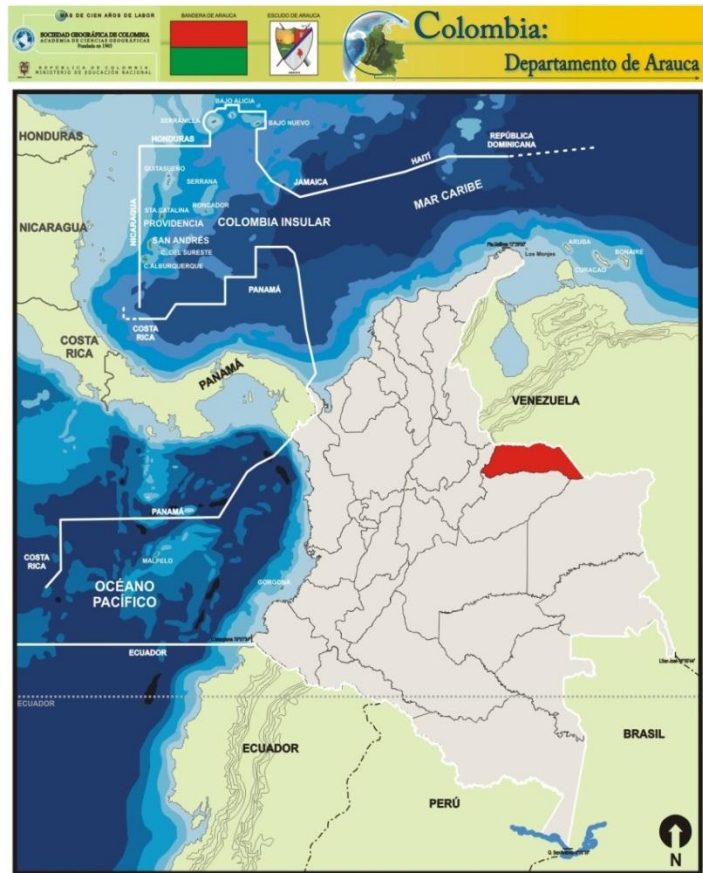 MÁS DE CIEN AÑOS DE LABOR
SOCIEDAD GEOGRÁFICA DE COLOMBIA
ACADEMIA DE CIENCIAS GEOGRÁFICAS
Fundada en 1903
REPÚBLICA DE COLOMBIA
MINISTERIO DE EDUCACIÓN NACIONAL
BANDERA DE ARAUCA
ESCUDO DE ARAUCA
Colombia:
Departamento de Arauca
HONDURAS
NICARAGUA
COSTA
RICA
PANAMÁ
BAJO ALICIA
SERRANILLA
BAJO NUEVO
HONDURAS
NICARAGUA
QUITASUEÑO
SERRANA
STA.CATALINA
RONCADOR
PROVIDENCIA
SAN ANDRÉS
C. DEL SURESTE
C.ALBURQUERQUE
COLOMBIA INSULAR
JAMAICA
HAITÍ
REPÚBLICA
DOMINICANA
MAR CARIBE
PANAMÁ
COSTA
RICA
Los Monjes
ARUBA
CURACAO
BONAIRE
VENEZUELA
PANAMÁ
COSTA
RICA
MALPELO
OCÉANO
PACÍFICO
GORGONA
ECUADOR
ECUADOR
ECUADOR
PERÚ
BRASIL
N